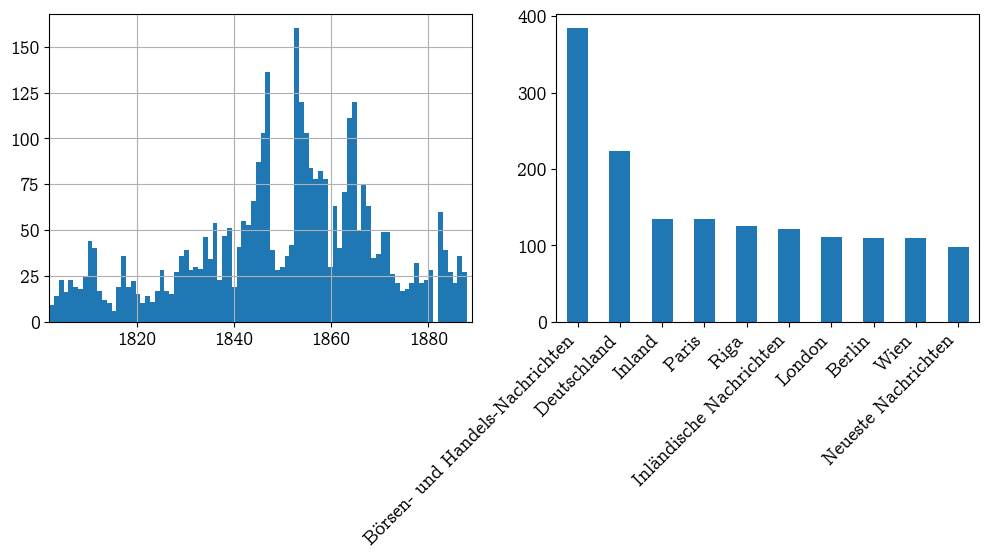 150
125
100
75
50
25
0
1820 1840 1860 1880
400
300
200
100
0
Börsen- und Handels-Nachrichten
Deutschland
Inland
Paris
Riga
Inländische Nachrichten
London
Berlin
Wien
Neueste Nachrichten